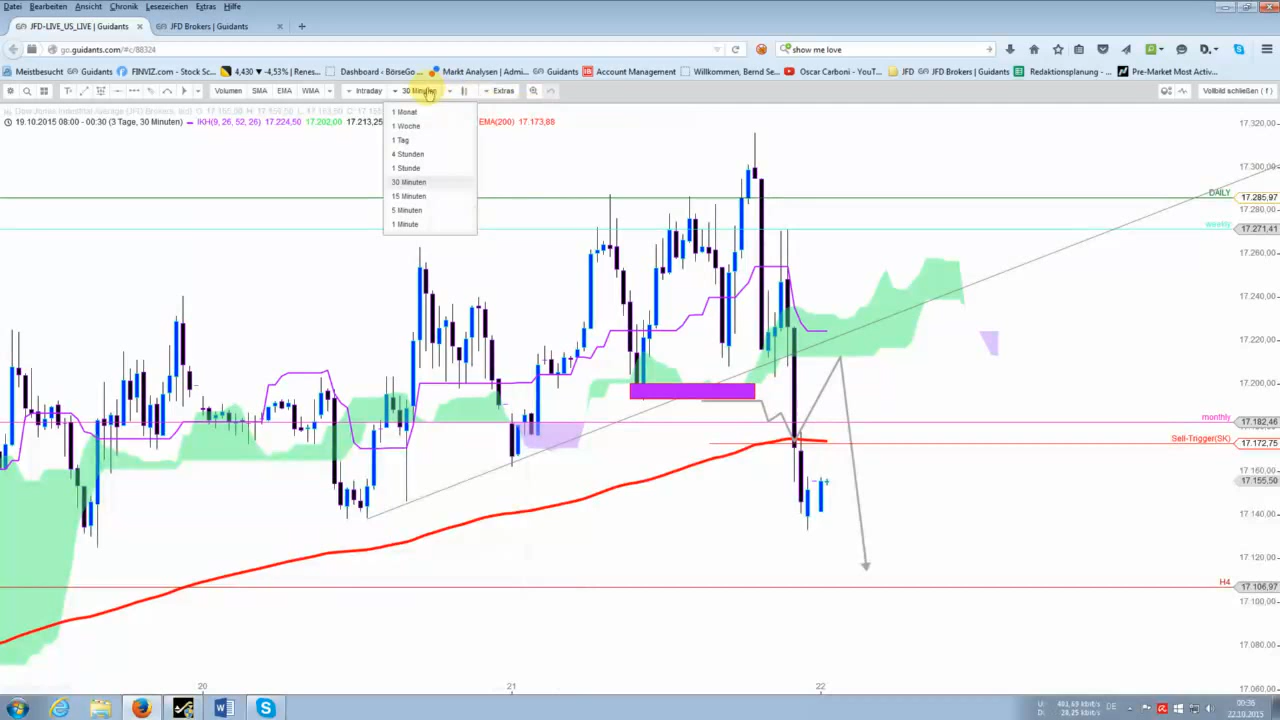 Datei Bearbeiten Ansicht Chronik Lesezeichen Extras Hilfe
JFD-LIVE_US_LIVE | Guidants × JFD Brokers | Guidants × +
go.guidants.com/#c/88324 show me love
Meistbesucht Guidants FINVIZ.com - Stock Sc... 4,430 -4,53% | Renes... Dashboard - BörseGo ... Markt Analysen | Admi... Guidants Account Management Willkommen, Bernd Se... Oscar Carboni - YouTu... JFD JFD Brokers | Guidants Redaktionsplanung - ... Pre-Market Most Activ...
Volumen SMA EMA WMA Intraday 30 Minuten Extras Vollbild schließen ( f )
19.10.2015 08:00 - 00:30 (3 Tage, 30 Minuten) IKH(9, 26, 52, 26) 17.224,50 17.202,00 17.213,25 EMA(200) 17.173,88
1 Monat
1 Woche
1 Tag
4 Stunden
1 Stunde
30 Minuten
15 Minuten
5 Minuten
1 Minute
17.320,00
17.300,00
DAILY 17.285,97
17.280,00
weekly 17.271,41
17.260,00
17.240,00
17.220,00
17.200,00
monthly 17.182,46
Sell-Trigger(SK) 17.172,75
17.160,00
17.155,50
17.140,00
17.120,00
H4 17.106,97
17.100,00
17.080,00
17.060,00
20 21 22
U: 401,69 kbit/s
D: 28,25 kbit/s
DE
00:36
22.10.2015